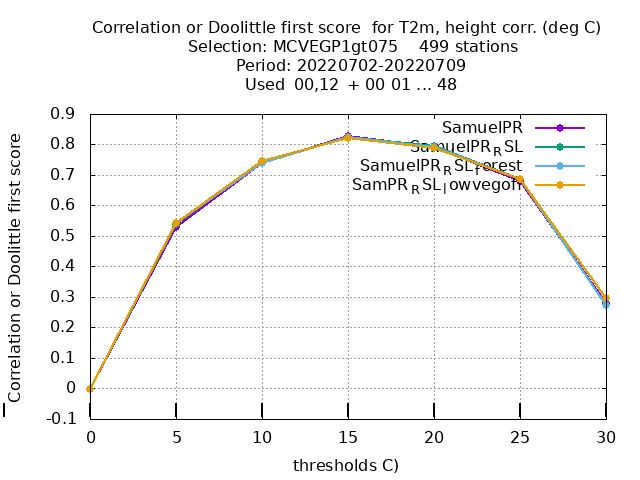 Correlation or Doolittle first score  for T2m, height corr. (deg C)
Selection: MCVEGP1gt075    499 stations
Period: 20220702-20220709
Used  00,12  + 00 01 ... 48
Correlation or Doolittle first score
0.9
0.8
0.7
0.6
0.5
0.4
0.3
0.2
0.1
0
-0.1
SamuelPR
SamuelPR_RSL
SamuelPR_RSL_forest
SamPR_RSL_lowvegoff
0 5 10 15 20 25 30
thresholds C)